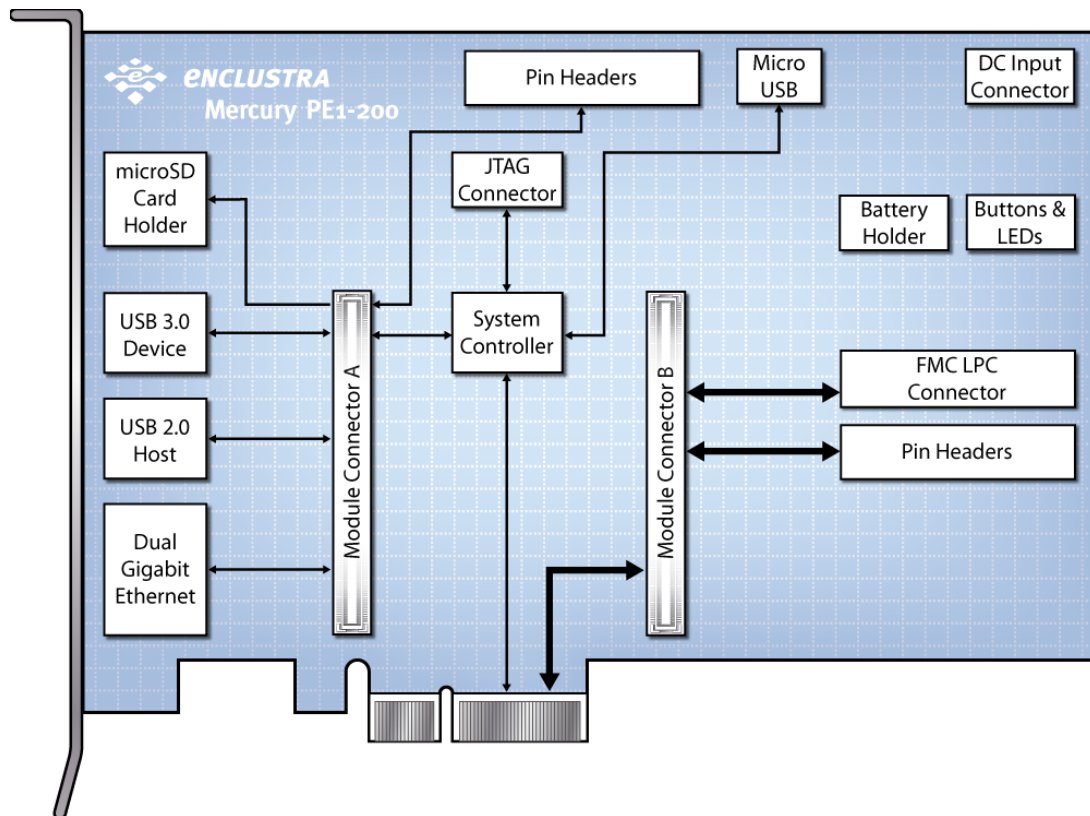 enclustra
Mercury PE1-200
Pin Headers
Micro
USB
DC Input
Connector
microSD
Card
Holder
JTAG
Connector
Battery
Holder
Buttons &
LEDs
USB 3.0
Device
System
Controller
Module Connector A
Module Connector B
FMC LPC
Connector
USB 2.0
Host
Pin Headers
Dual
Gigabit
Ethernet